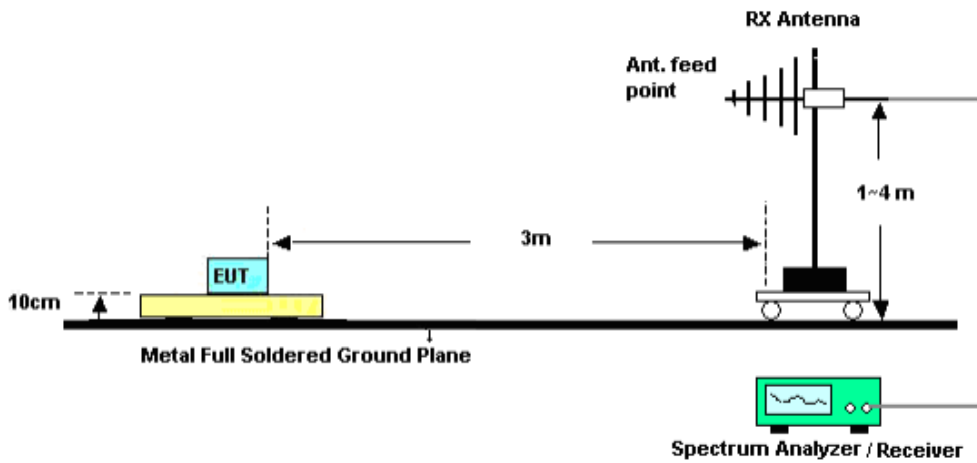 RX Antenna
Ant. feed
point
1~4 m
3m
EUT
10cm
Metal Full Soldered Ground Plane
Spectrum Analyzer / Receiver